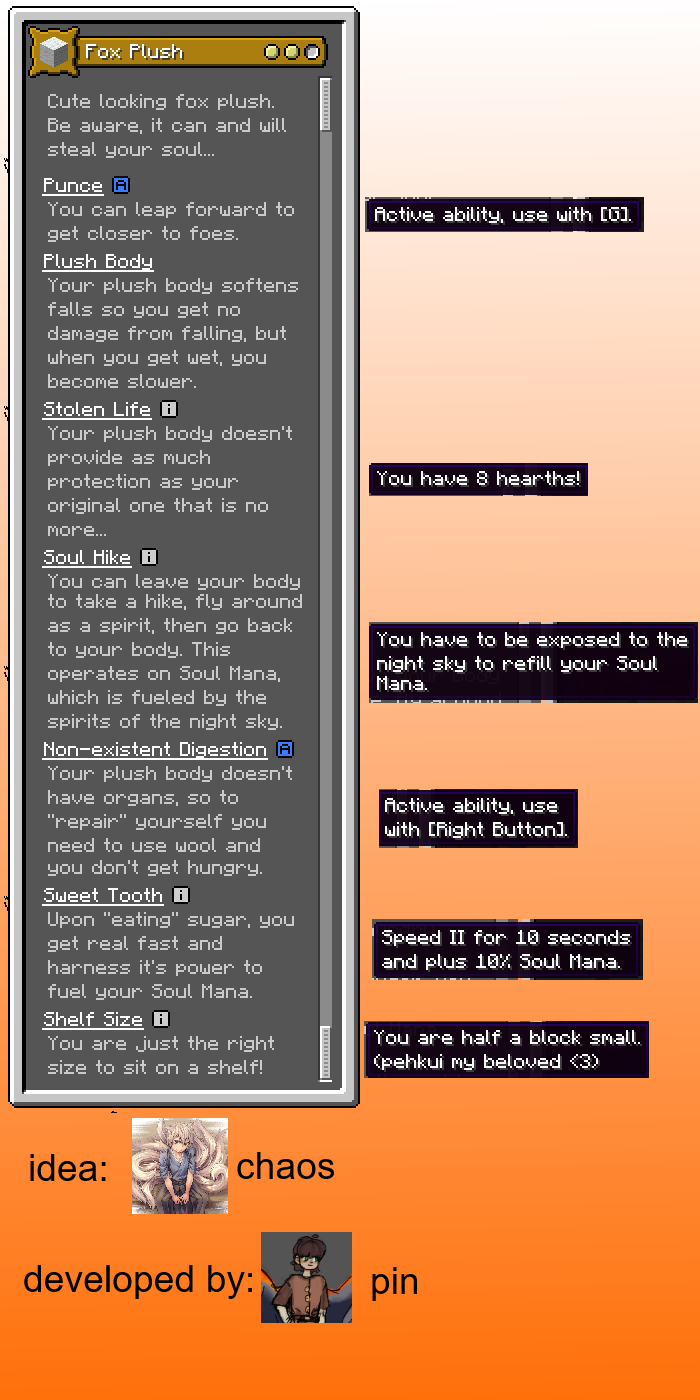 Fox Plush
Cute looking fox plush.
Be aware, it can and will
steal your soul...
Punce A
You can leap forward to
get closer to foes.
Active ability, use with [G].
Plush Body
Your plush body softens
falls so you get no
damage from falling, but
when you get wet, you
become slower.
Stolen Life i
Your plush body doesn't
provide as much
protection as your
original one that is no
more...
You have 8 hearths!
Soul Hike i
You can leave your body
to take a hike, fly around
as a spirit, then go back
to your body. This
operates on Soul Mana,
which is fueled by the
spirits of the night sky.
You have to be exposed to the
night sky to refill your Soul
Mana.
Non-existent Digestion A
Your plush body doesn't
have organs, so to
"repair" yourself you
need to use wool and
you don't get hungry.
Active ability, use
with [Right Button].
Sweet Tooth i
Upon "eating" sugar, you
get real fast and
harness it's power to
fuel your Soul Mana.
Speed II for 10 seconds
and plus 10% Soul Mana.
Shelf Size i
You are just the right
size to sit on a shelf!
You are half a block small.
(pehkui my beloved <3)
idea: chaos
developed by: pin